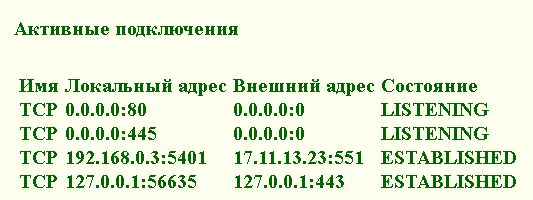 Активные подключения
Имя Локальный адрес Внешний адрес Состояние
TCP 0.0.0.0:80 0.0.0.0:0 LISTENING
TCP 0.0.0.0:445 0.0.0.0:0 LISTENING
TCP 192.168.0.3:5401 17.11.13.23:551 ESTABLISHED
TCP 127.0.0.1:56635 127.0.0.1:443 ESTABLISHED